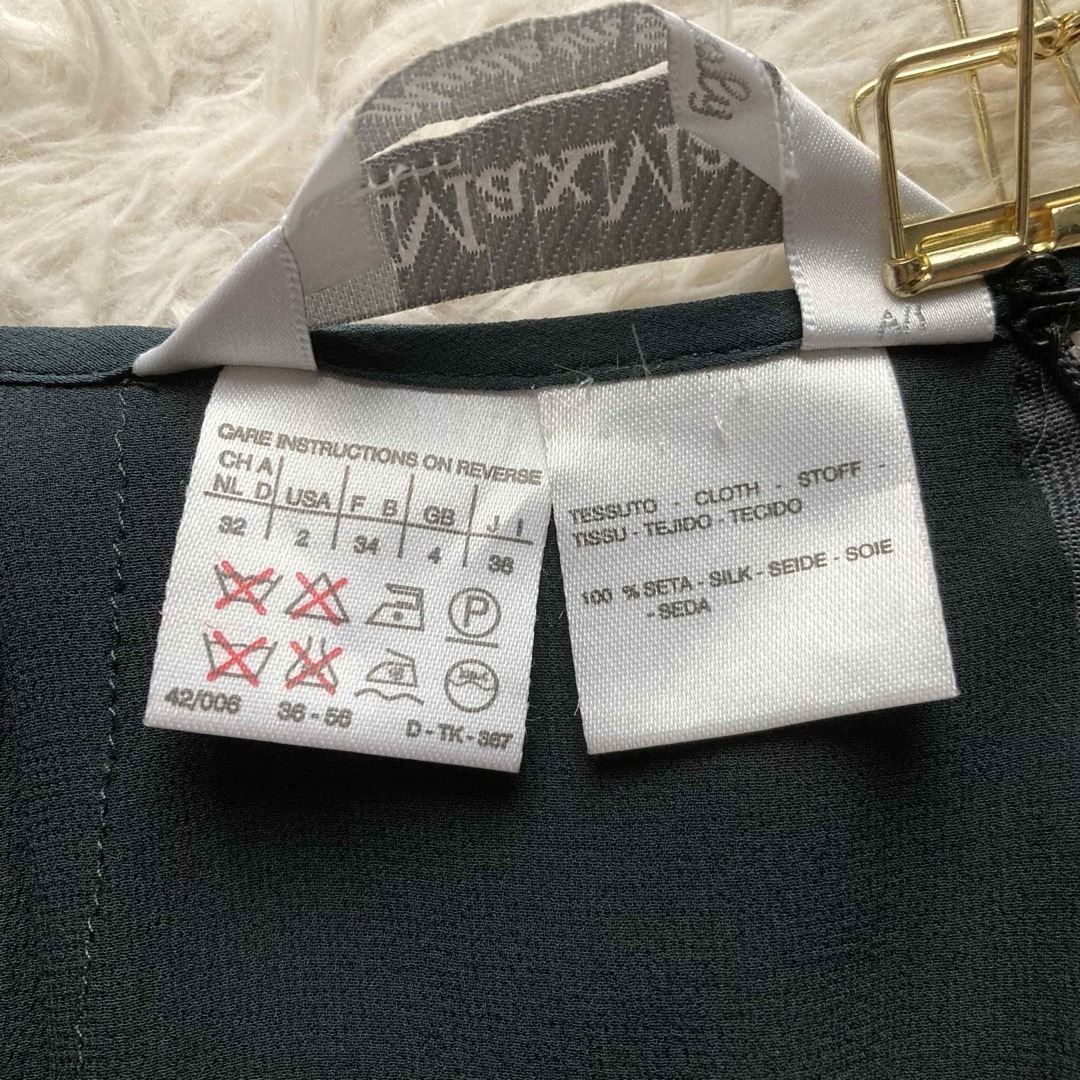 CARE INSTRUCTIONS ON REVERSE
CH A
NL D USA F B GB J I
32 2 34 4 36
P
42/006 36 - 56 D - TK - 367
TESSUTO - CLOTH - STOFF -
TISSU - TEJIDO - TECIDO
100 % SETA - SILK - SEIDE - SOIE
- SEDA